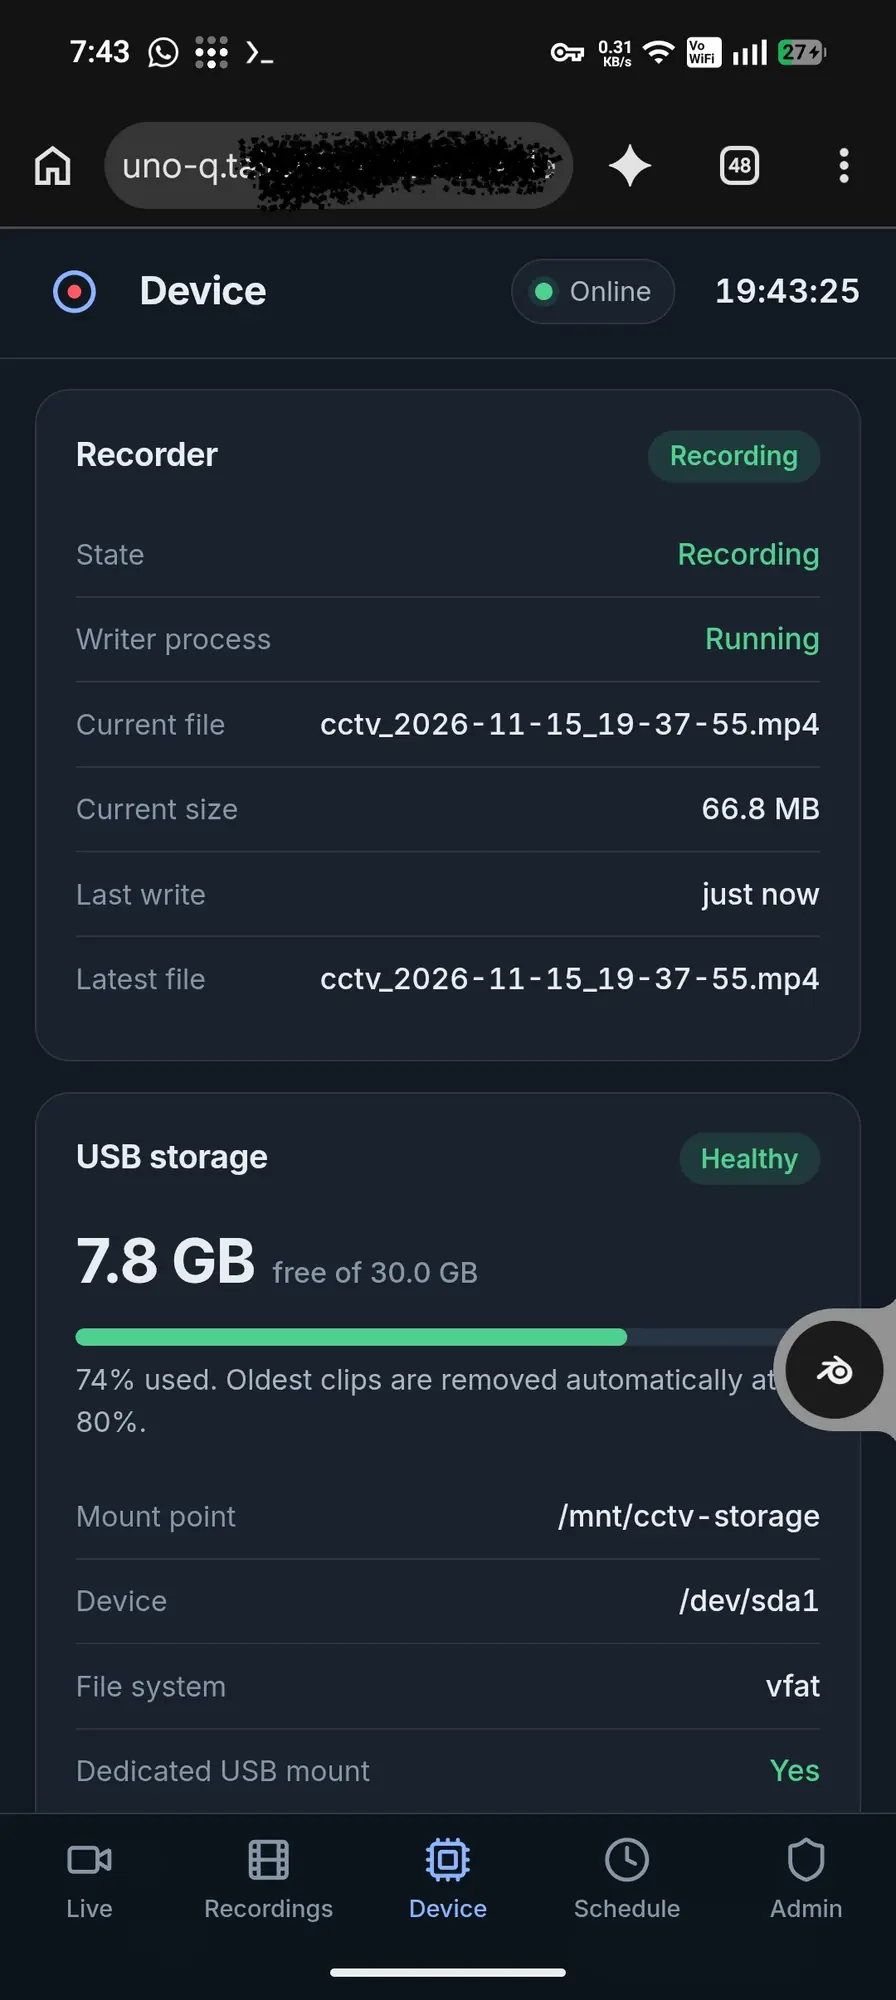 7:43
0.31
KB/s
Vo
WiFi
27
uno-q.ta
48
Device
Online
19:43:25
Recorder
Recording
State
Recording
Writer process
Running
Current file
cctv_2026-11-15_19-37-55.mp4
Current size
66.8 MB
Last write
just now
Latest file
cctv_2026-11-15_19-37-55.mp4
USB storage
Healthy
7.8 GB free of 30.0 GB
74% used. Oldest clips are removed automatically at
80%.
Mount point
/mnt/cctv-storage
Device
/dev/sda1
File system
vfat
Dedicated USB mount
Yes
Live
Recordings
Device
Schedule
Admin